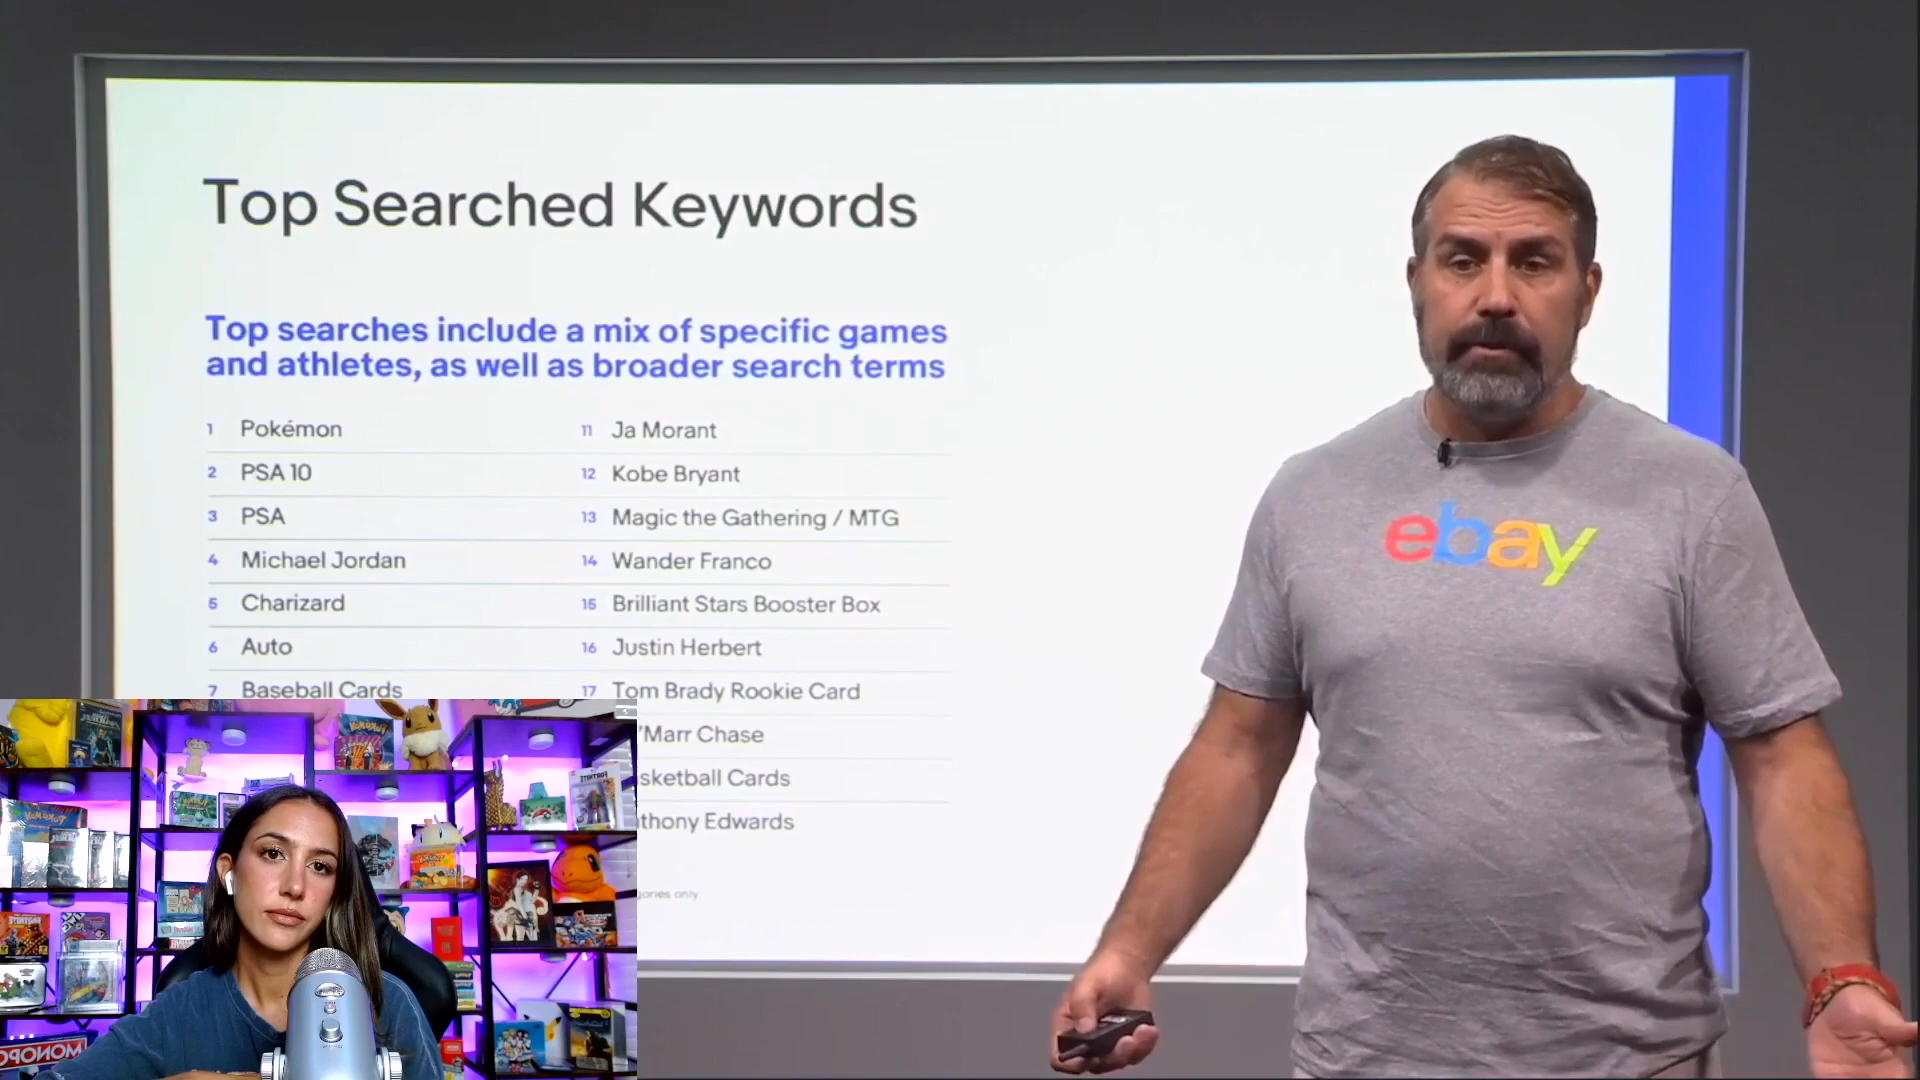 Top Searched Keywords
Top searches include a mix of specific games
and athletes, as well as broader search terms
1 Pokémon
2 PSA 10
3 PSA
4 Michael Jordan
5 Charizard
6 Auto
7 Baseball Cards
11 Ja Morant
12 Kobe Bryant
13 Magic the Gathering / MTG
14 Wander Franco
15 Brilliant Stars Booster Box
16 Justin Herbert
17 Tom Brady Rookie Card
'Marr Chase
sketball Cards
thony Edwards
gories only
ebay
MONOPO